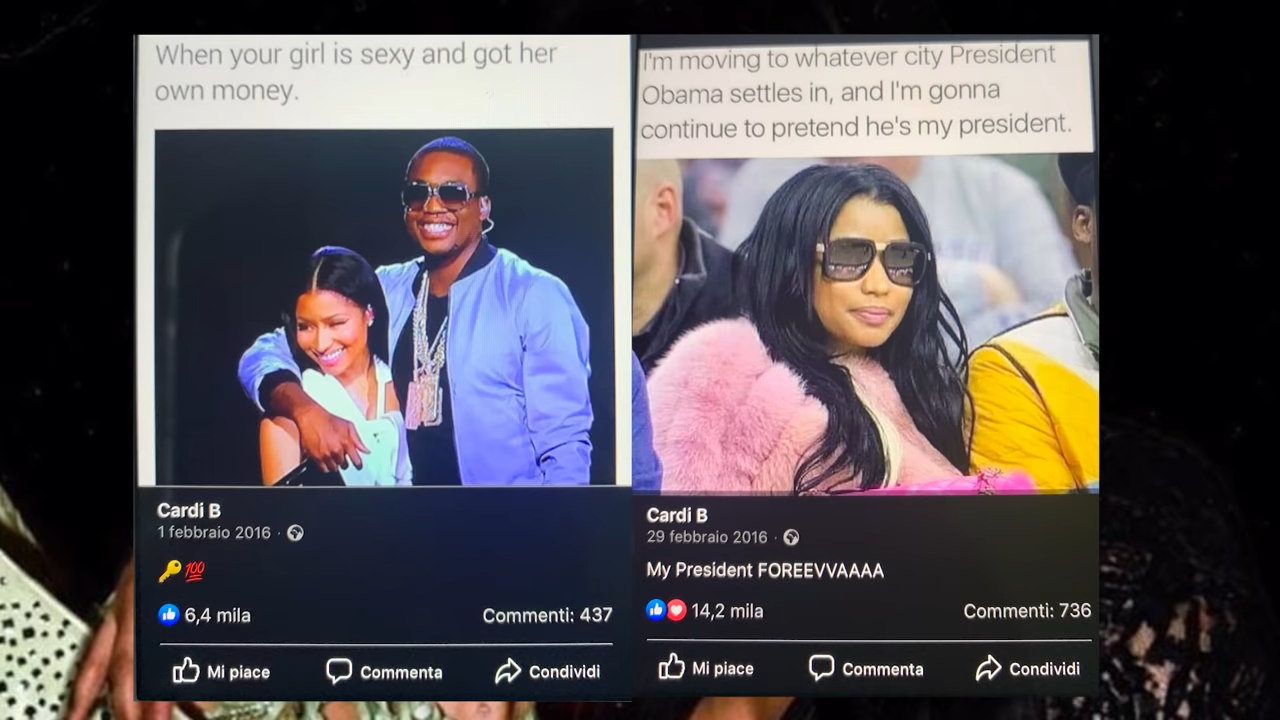 When your girl is sexy and got her
own money.
Cardi B
1 febbraio 2016 ·
🔑💯
6,4 mila
Commenti: 437
Mi piace
Commenta
Condividi
I'm moving to whatever city President
Obama settles in, and I'm gonna
continue to pretend he's my president.
Cardi B
29 febbraio 2016 ·
My President FOREEVVAAAA
14,2 mila
Commenti: 736
Mi piace
Commenta
Condividi